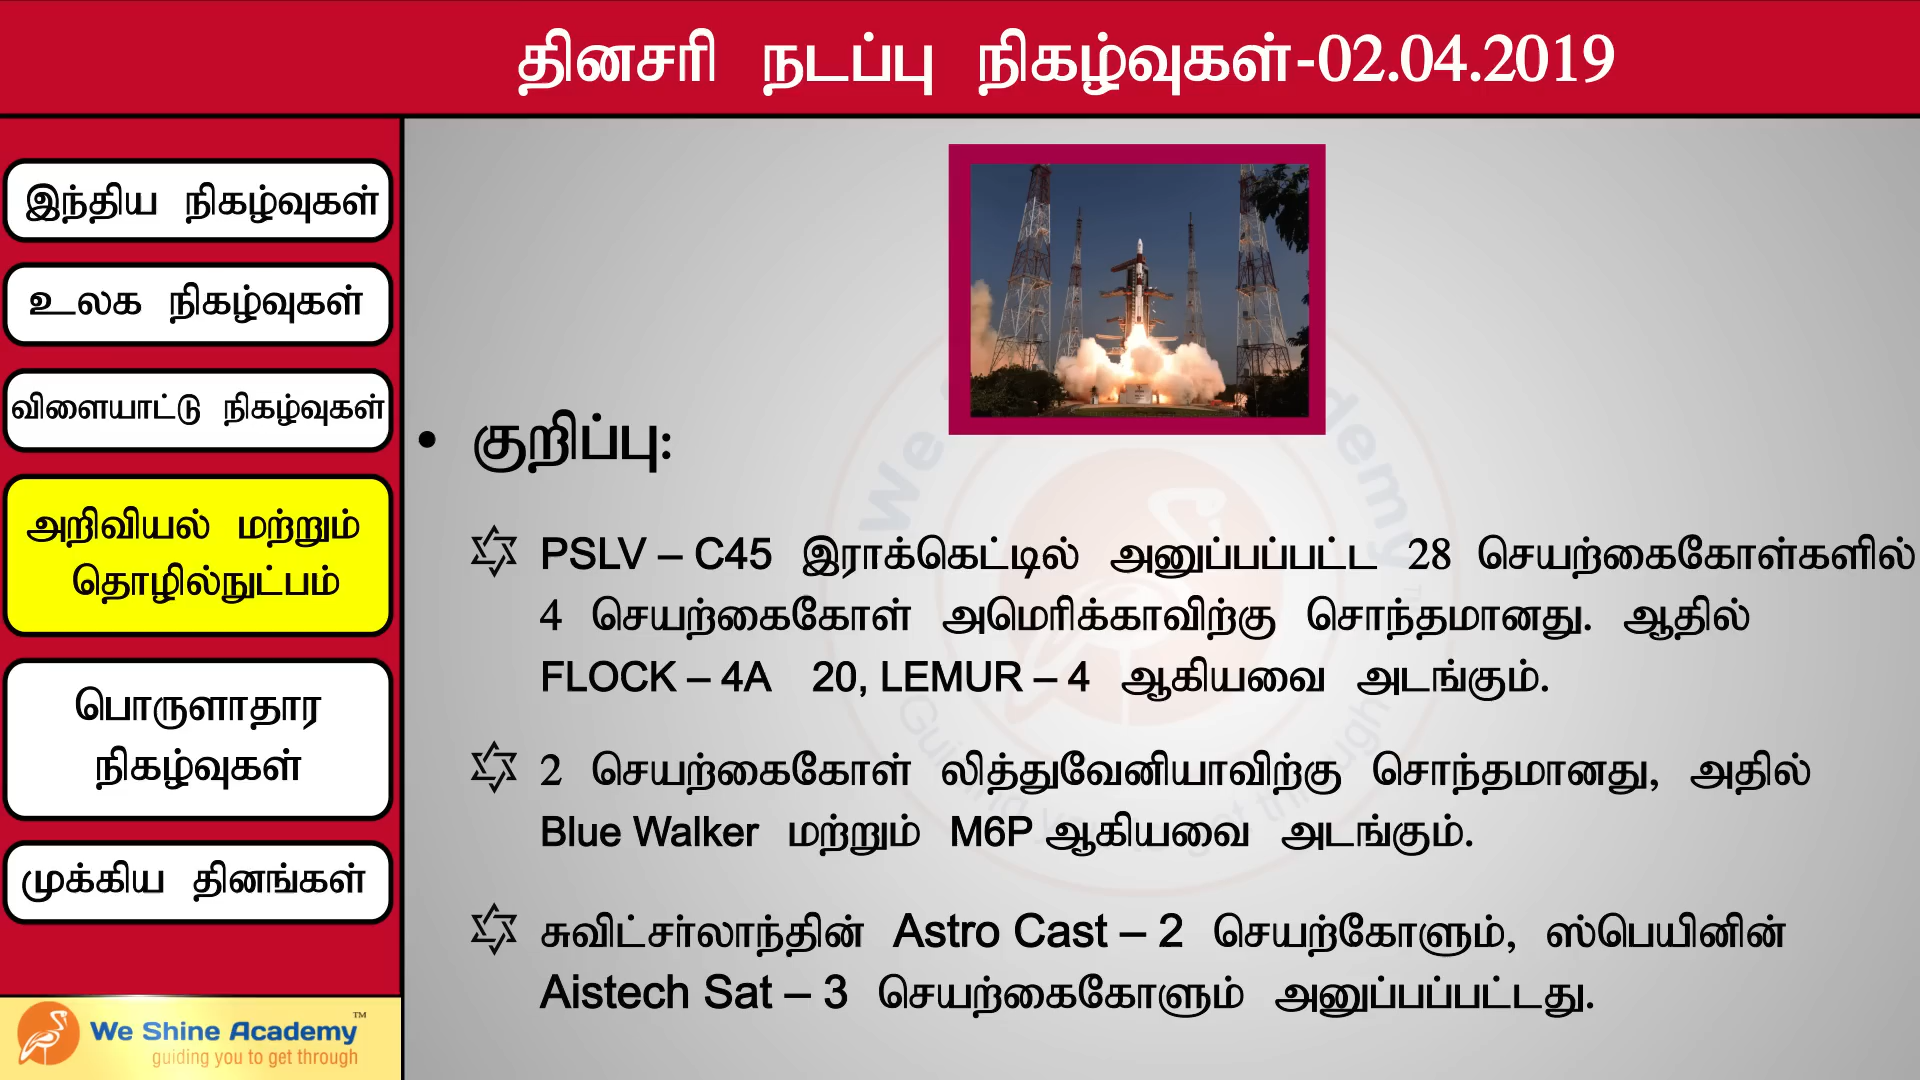 தினசரி நடப்பு நிகழ்வுகள்-02.04.2019
இந்திய நிகழ்வுகள்
உலக நிகழ்வுகள்
விளையாட்டு நிகழ்வுகள்
அறிவியல் மற்றும்
தொழில்நுட்பம்
பொருளாதார
நிகழ்வுகள்
முக்கிய தினங்கள்
We Shine Academy™
guiding you to get through
• குறிப்பு:
PSLV – C45 இராக்கெட்டில் அனுப்பப்பட்ட 28 செயற்கைகோள்களில்
4 செயற்கைகோள் அமெரிக்காவிற்கு சொந்தமானது. ஆதில்
FLOCK – 4A 20, LEMUR – 4 ஆகியவை அடங்கும்.
2 செயற்கைகோள் லித்துவேனியாவிற்கு சொந்தமானது, அதில்
Blue Walker மற்றும் M6P ஆகியவை அடங்கும்.
சுவிட்சர்லாந்தின் Astro Cast – 2 செயற்கோளும், ஸ்பெயினின்
Aistech Sat – 3 செயற்கைகோளும் அனுப்பப்பட்டது.